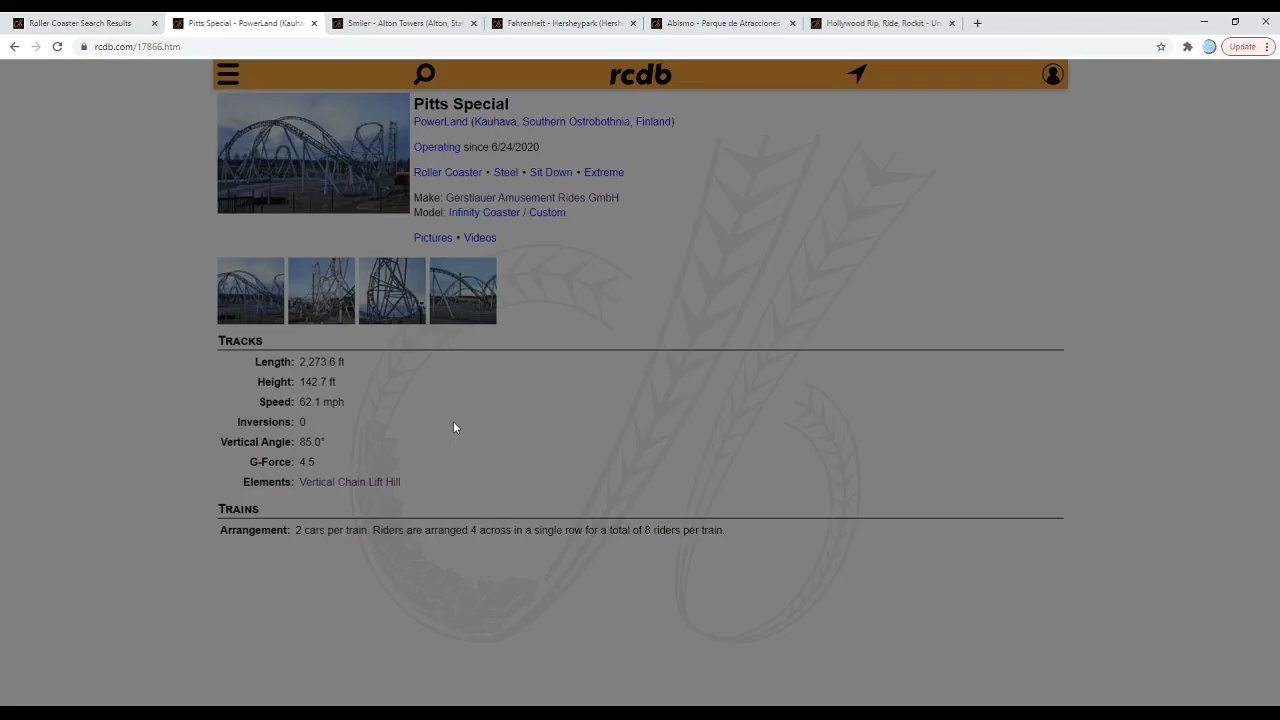 Roller Coaster Search Results
Pitts Special - PowerLand (Kauha
Smiler - Alton Towers (Alton, Sta
Fahrenheit - Hersheypark (Hersh
Abismo - Parque de Atracciones
Hollywood Rip, Ride, Rockit - Un
rcdb.com/17866.htm
Update
rcdb
Pitts Special
PowerLand (Kauhava, Southern Ostrobothnia, Finland)
Operating since 6/24/2020
Roller Coaster • Steel • Sit Down • Extreme
Make: Gerstlauer Amusement Rides GmbH
Model: Infinity Coaster / Custom
Pictures • Videos
Tracks
Length: 2,273.6 ft
Height: 142.7 ft
Speed: 62.1 mph
Inversions: 0
Vertical Angle: 85.0°
G-Force: 4.5
Elements: Vertical Chain Lift Hill
Trains
Arrangement: 2 cars per train. Riders are arranged 4 across in a single row for a total of 8 riders per train.